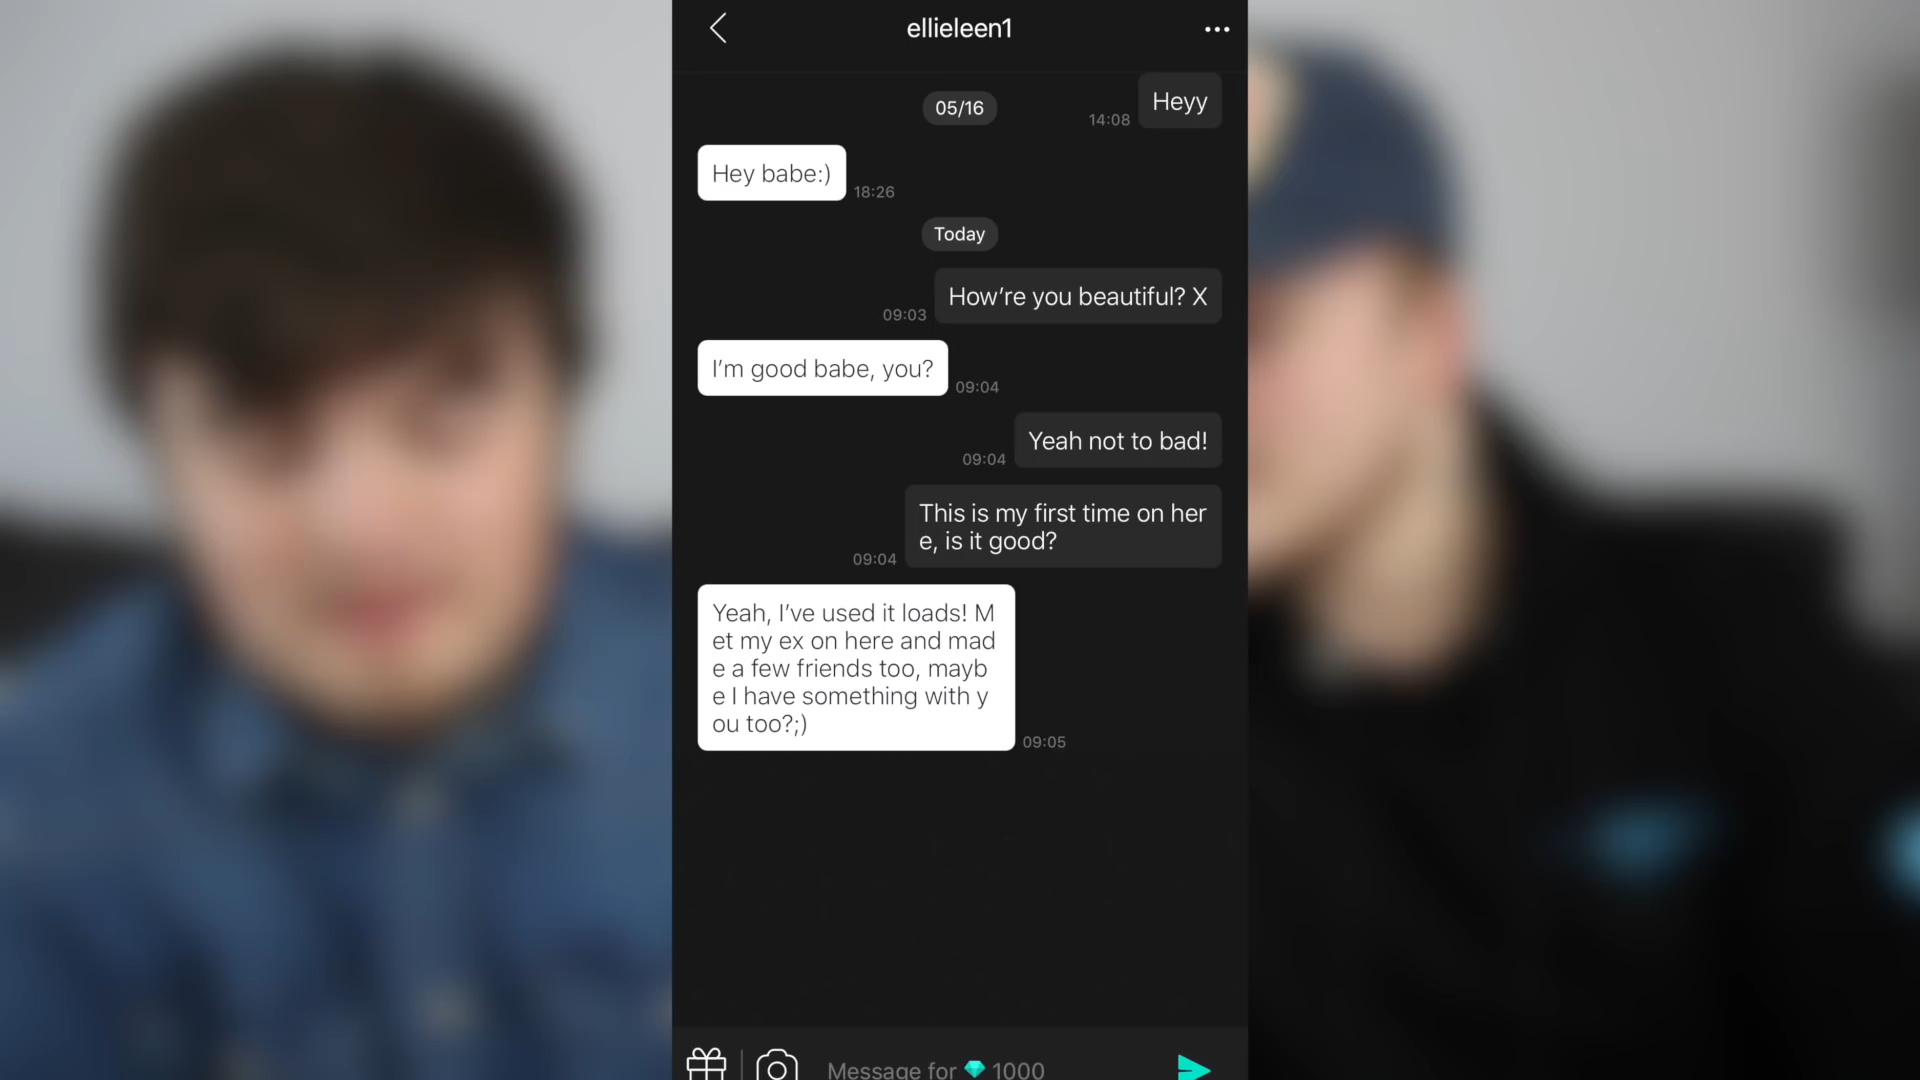 ellieleen1
Heyy
05/16
14:08
Hey babe:)
18:26
Today
How’re you beautiful? X
09:03
I’m good babe, you?
09:04
Yeah not to bad!
09:04
This is my first time on her
e, is it good?
09:04
Yeah, I’ve used it loads! M
et my ex on here and mad
e a few friends too, mayb
e I have something with y
ou too?;)
09:05
Message for 1000